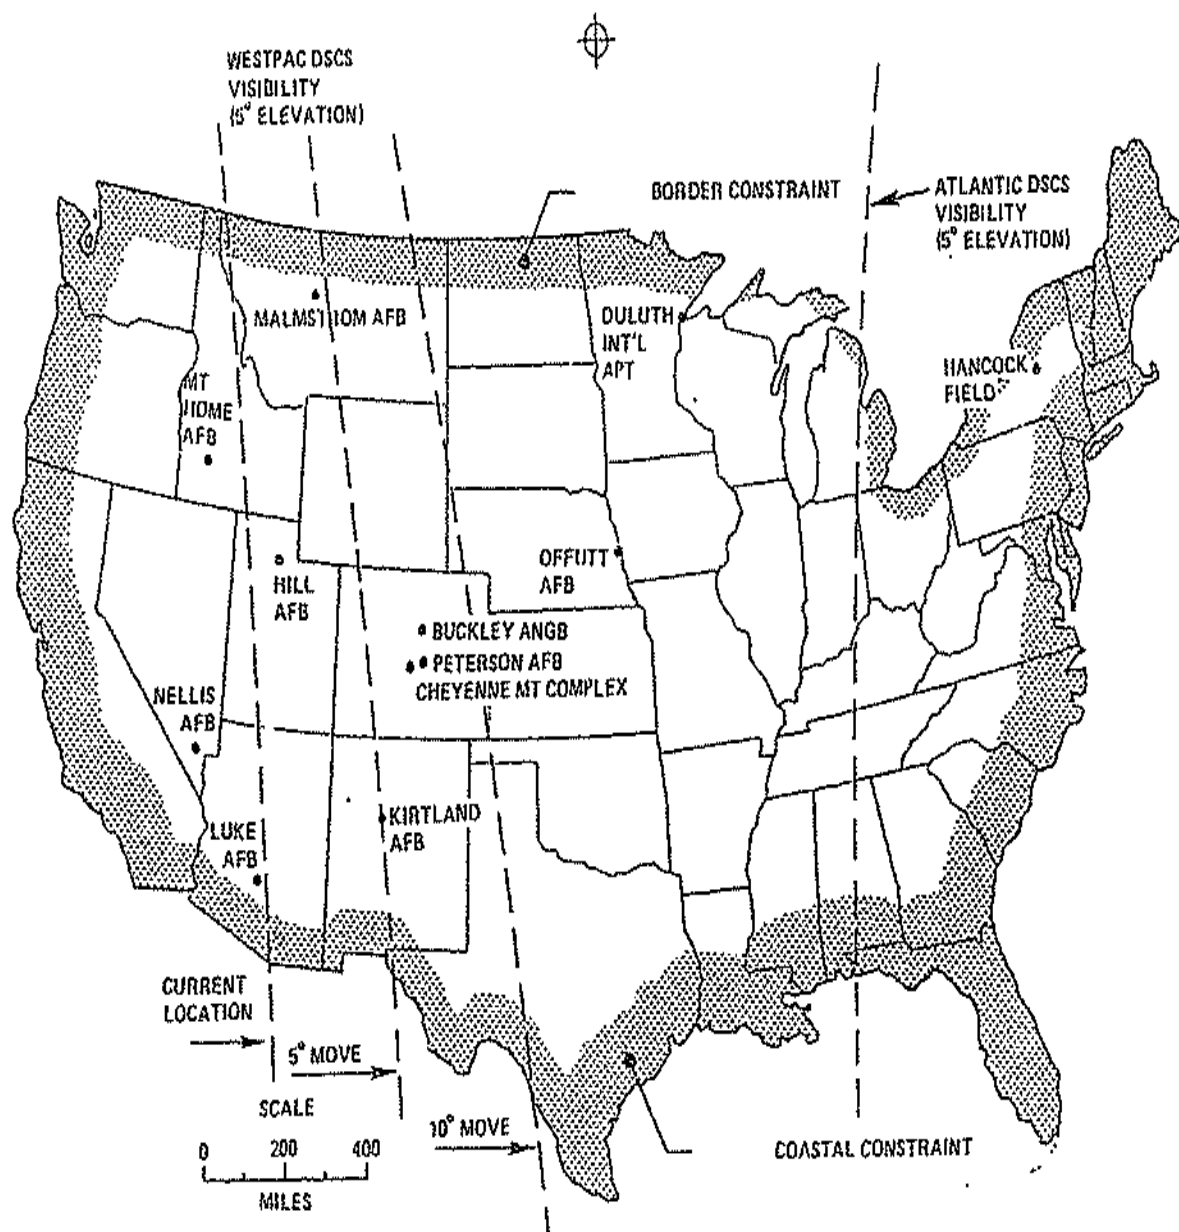 WESTPAC DSCS
VISIBILITY
(5° ELEVATION)
BORDER CONSTRAINT
ATLANTIC DSCS
VISIBILITY
(5° ELEVATION)
MALMSTROM AFB
DULUTH
INT'L
APT
HANCOCK
FIELD
MT
HOME
AFB
HILL
AFB
OFFUTT
AFB
BUCKLEY ANGB
PETERSON AFB
CHEYENNE MT COMPLEX
NELLIS
AFB
KIRTLAND
AFB
LUKE
AFB
CURRENT
LOCATION
5° MOVE
10° MOVE
SCALE
0 200 400
MILES
COASTAL CONSTRAINT